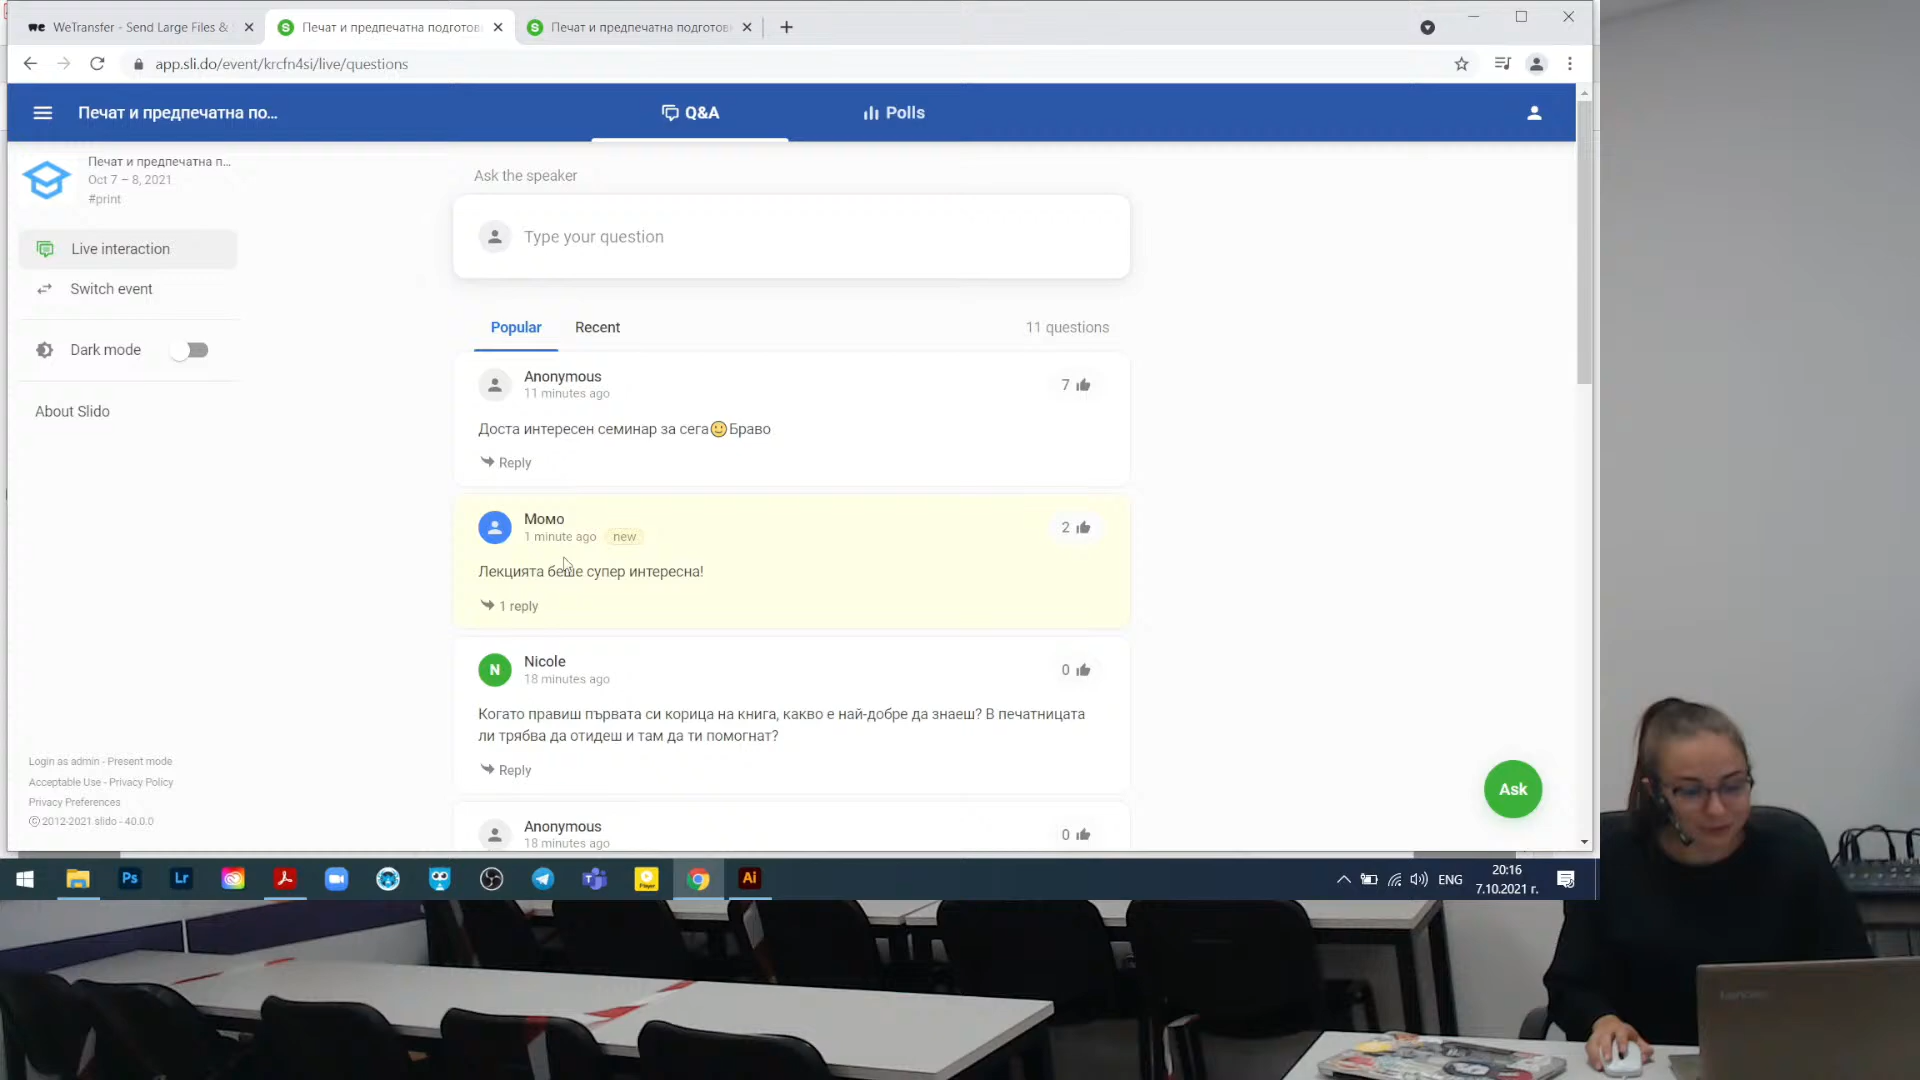 WeTransfer - Send Large Files &
Печат и предпечатна подготов
Печат и предпечатна подготов
app.sli.do/event/krcfn4si/live/questions
Печат и предпечатна по...
Q&A
Polls
Печат и предпечатна п...
Oct 7 – 8, 2021
#print
Live interaction
Switch event
Dark mode
About Slido
Login as admin - Present mode
Acceptable Use - Privacy Policy
Privacy Preferences
© 2012-2021 slido - 40.0.0
Ask the speaker
Type your question
Popular
Recent
11 questions
Anonymous
11 minutes ago
7
Доста интересен семинар за сега🙂Браво
Reply
Момо
1 minute ago new
2
Лекцията беше супер интересна!
1 reply
Nicole
N
18 minutes ago
0
Когато правиш първата си корица на книга, какво е най-добре да знаеш? В печатницата
ли трябва да отидеш и там да ти помогнат?
Reply
Anonymous
18 minutes ago
0
Ask
Ps
Lr
Player
Ai
ENG
20:16
7.10.2021 г.
Lenovo